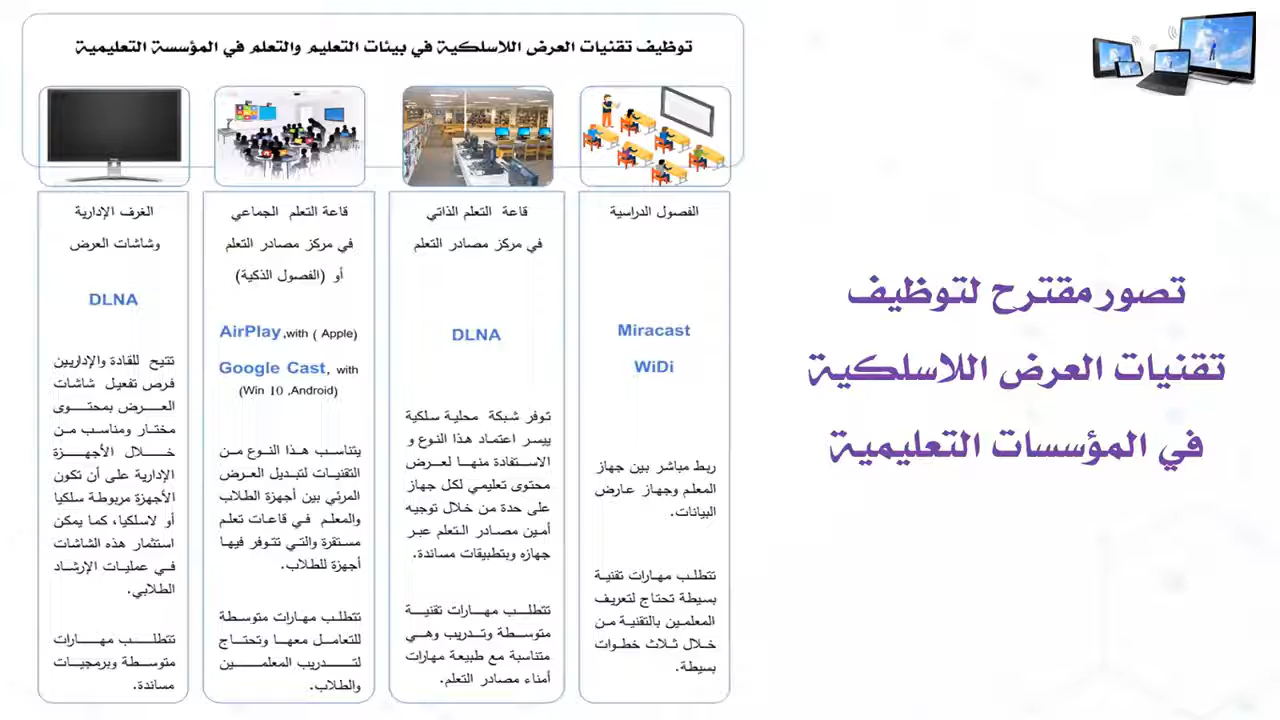 توظيف تقنيات العرض اللاسلكية في بيئات التعليم والتعلم في المؤسسة التعليمية
تصور مقترح لتوظيف
تقنيات العرض اللاسلكية
في المؤسسات التعليمية
الفصول الدراسية
Miracast
WiDi
ربط مباشر بين جهاز
المعلم وجهاز عارض
البيانات.
تتطلب مهارات تقنية
بسيطة تحتاج لتعريف
المعلمين بالتقنية من
خلال ثلاث خطوات
بسيطة.
قاعة التعلم الذاتي
في مركز مصادر التعلم
DLNA
توفر شبكة محلية سلكية
ييسر اعتماد هذا النوع و
الاستفادة منها لعرض
محتوى تعليمي لكل جهاز
على حدة من خلال توجيه
أمين مصادر التعلم عبر
جهازه وبتطبيقات مساندة.
تتطلب مهارات تقنية
متوسطة وتدريب وهي
متناسبة مع طبيعة مهارات
أمناء مصادر التعلم.
قاعة التعلم الجماعي
في مركز مصادر التعلم
أو (الفصول الذكية)
AirPlay,with ( Apple)
Google Cast, with
(Win 10 ,Android)
يتناسب هذا النوع من
التقنيات لتبديل العرض
المرئي بين أجهزة الطلاب
والمعلم في قاعات تعلم
مستقرة والتي تتوفر فيها
أجهزة للطلاب.
تتطلب مهارات متوسطة
للتعامل معها وتحتاج
لتدريب المعلمين
والطلاب.
الغرف الإدارية
وشاشات العرض
DLNA
تتيح للقادة والإداريين
فرص تفعيل شاشات
العرض بمحتوى
مختار ومناسب من
خلال الأجهزة
الإدارية على أن تكون
الأجهزة مربوطة سلكيا
أو لاسلكيا، كما يمكن
استثمار هذه الشاشات
في عمليات الإرشاد
الطلابي.
تتطلب مهارات
متوسطة وبرمجيات
مساندة.